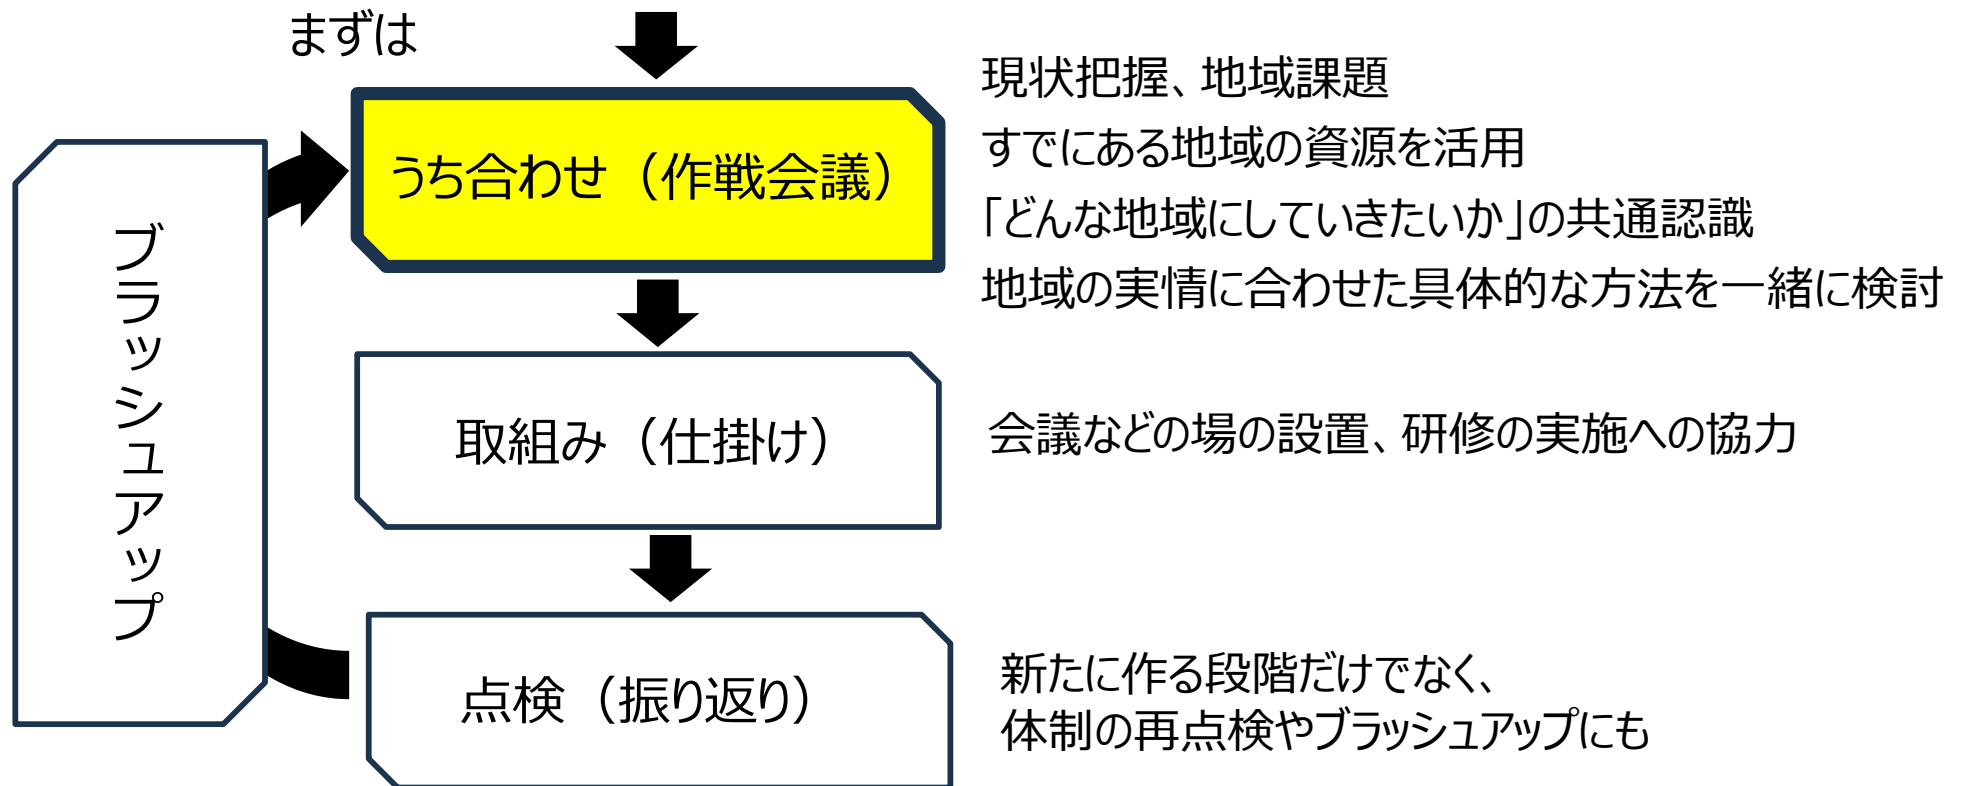 まずは
うち合わせ（作戦会議）
現状把握、地域課題
すでにある地域の資源を活用
「どんな地域にしていきたいか」の共通認識
地域の実情に合わせた具体的な方法を一緒に検討
ブラッシュアップ
取組み（仕掛け）
会議などの場の設置、研修の実施への協力
点検（振り返り）
新たに作る段階だけでなく、
体制の再点検やブラッシュアップにも